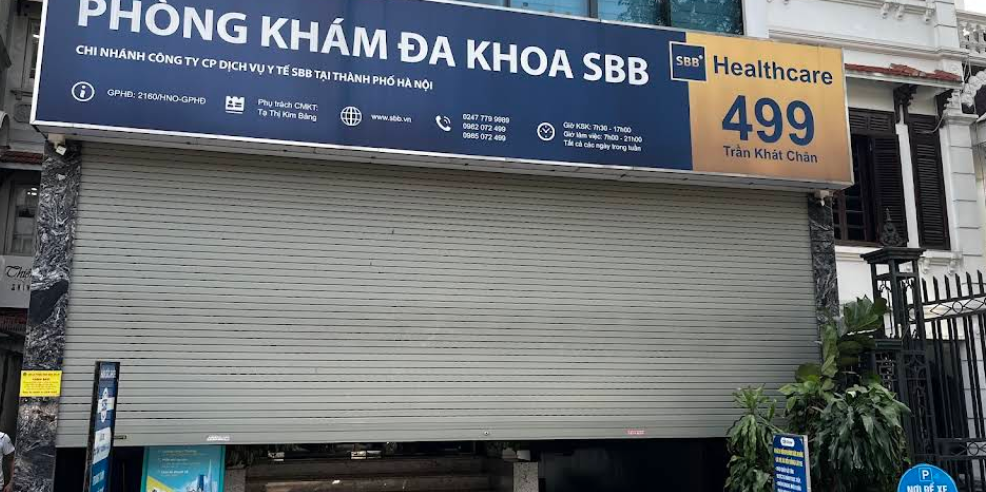 PHÒNG KHÁM ĐA KHOA SBB
CHI NHÁNH CÔNG TY CP DỊCH VỤ Y TẾ SBB TẠI THÀNH PHỐ HÀ NỘI
GPHĐ: 2160/HNO-GPHĐ
Phụ trách CMKT:
Tạ Thị Kim Bảng
www.sbb.vn
0247 779 9989
0982 072 499
0985 072 499
Giờ KSK: 7h30 - 17h00
Giờ làm việc: 7h00 - 21h00
Tất cả các ngày trong tuần
SBB+
Healthcare
499
Trần Khát Chân
P
NƠI ĐỂ XE